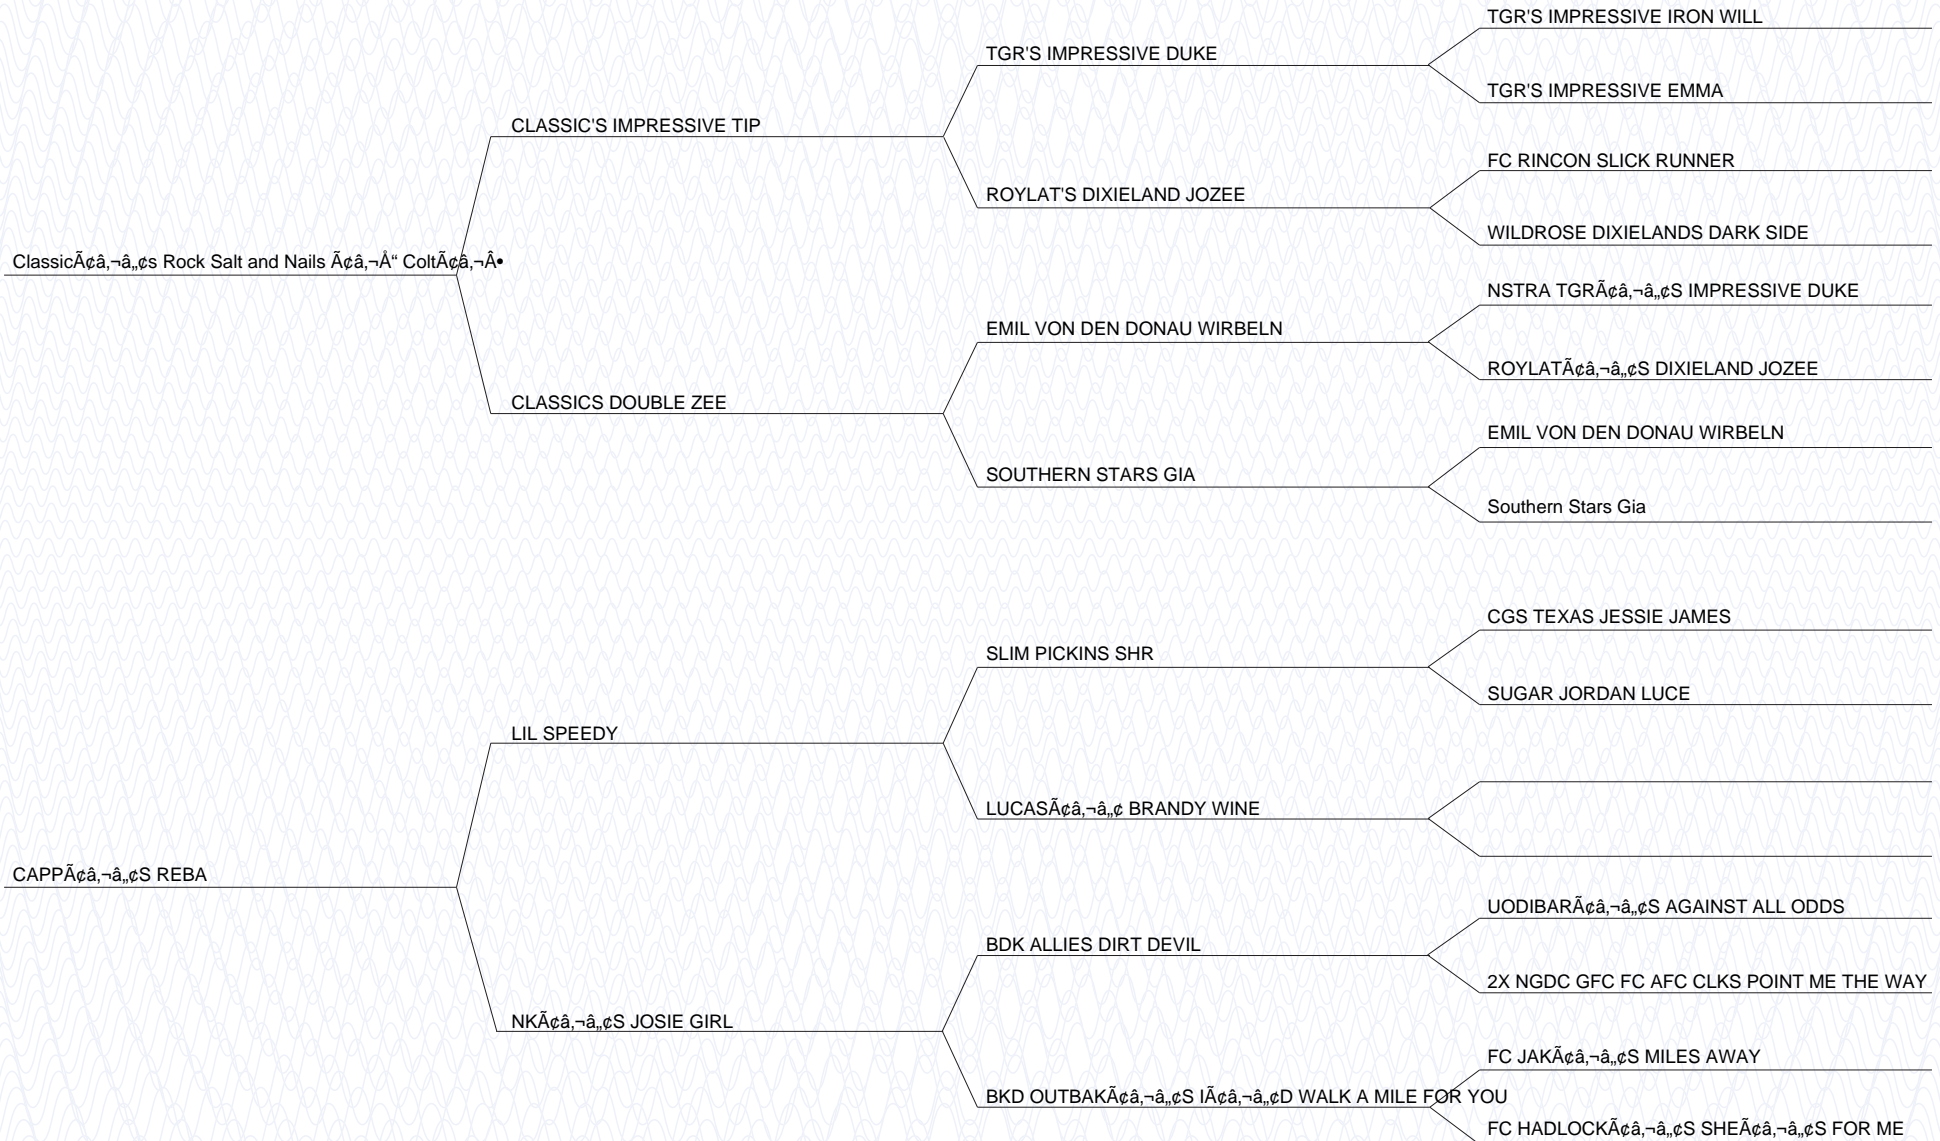 TGR'S IMPRESSIVE IRON WILL
TGR'S IMPRESSIVE DUKE
TGR'S IMPRESSIVE EMMA
CLASSIC'S IMPRESSIVE TIP
FC RINCON SLICK RUNNER
ROYLAT'S DIXIELAND JOZEE
WILDROSE DIXIELANDS DARK SIDE
ClassicÃ¢â‚¬â„¢s Rock Salt and Nails Ã¢â‚¬Å“ ColtÃ¢â‚¬Â•
NSTRA TGRÃ¢â‚¬â„¢S IMPRESSIVE DUKE
EMIL VON DEN DONAU WIRBELN
ROYLATÃ¢â‚¬â„¢S DIXIELAND JOZEE
CLASSICS DOUBLE ZEE
EMIL VON DEN DONAU WIRBELN
SOUTHERN STARS GIA
Southern Stars Gia
CGS TEXAS JESSIE JAMES
SLIM PICKINS SHR
SUGAR JORDAN LUCE
LIL SPEEDY
LUCASÃ¢â‚¬â„¢ BRANDY WINE
CAPPÃ¢â‚¬â„¢S REBA
UODIBARÃ¢â‚¬â„¢S AGAINST ALL ODDS
BDK ALLIES DIRT DEVIL
2X NGDC GFC FC AFC CLKS POINT ME THE WAY
NKÃ¢â‚¬â„¢S JOSIE GIRL
FC JAKÃ¢â‚¬â„¢S MILES AWAY
BKD OUTBAKÃ¢â‚¬â„¢S IÃ¢â‚¬â„¢D WALK A MILE FOR YOU
FC HADLOCKÃ¢â‚¬â„¢S SHEÃ¢â‚¬â„¢S FOR ME